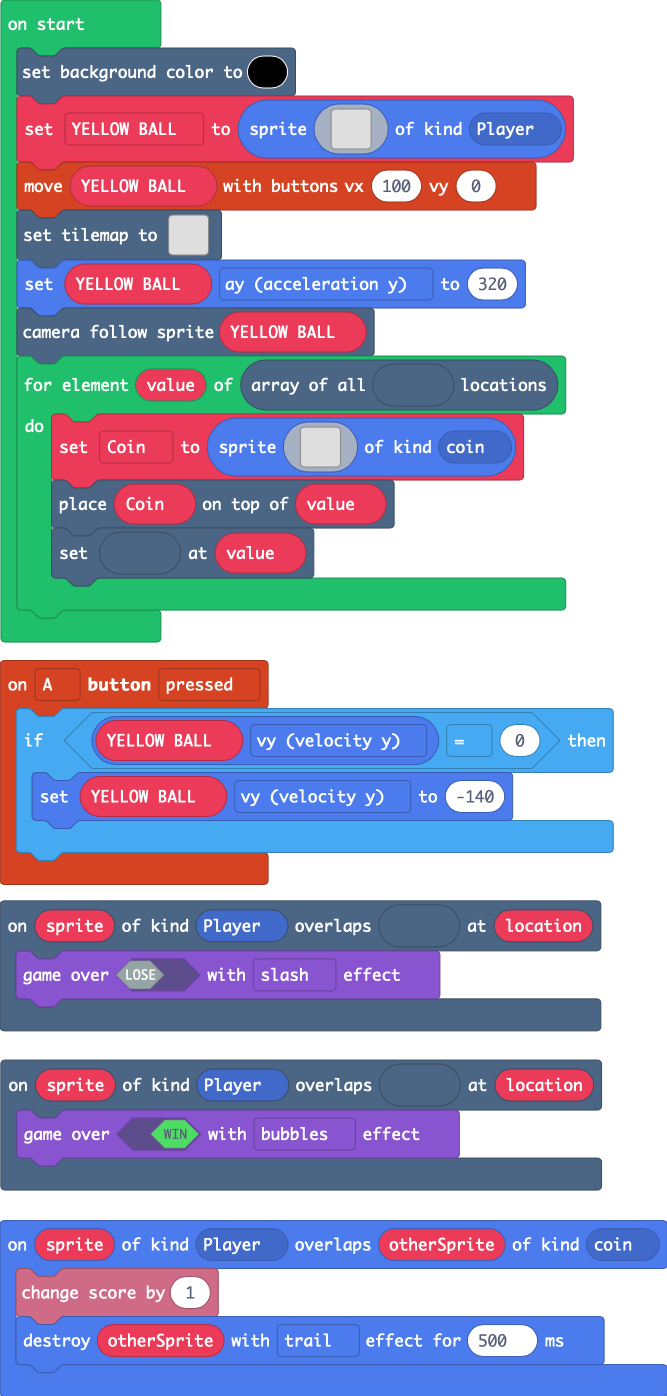 on start
set background color to
set YELLOW BALL to sprite of kind Player
move YELLOW BALL with buttons vx 100 vy 0
set tilemap to
set YELLOW BALL ay (acceleration y) to 320
camera follow sprite YELLOW BALL
for element value of array of all locations
do
set Coin to sprite of kind coin
place Coin on top of value
set at value
on A button pressed
if YELLOW BALL vy (velocity y) = 0 then
set YELLOW BALL vy (velocity y) to -140
on sprite of kind Player overlaps at location
game over LOSE with slash effect
on sprite of kind Player overlaps at location
game over WIN with bubbles effect
on sprite of kind Player overlaps otherSprite of kind coin
change score by 1
destroy otherSprite with trail effect for 500 ms